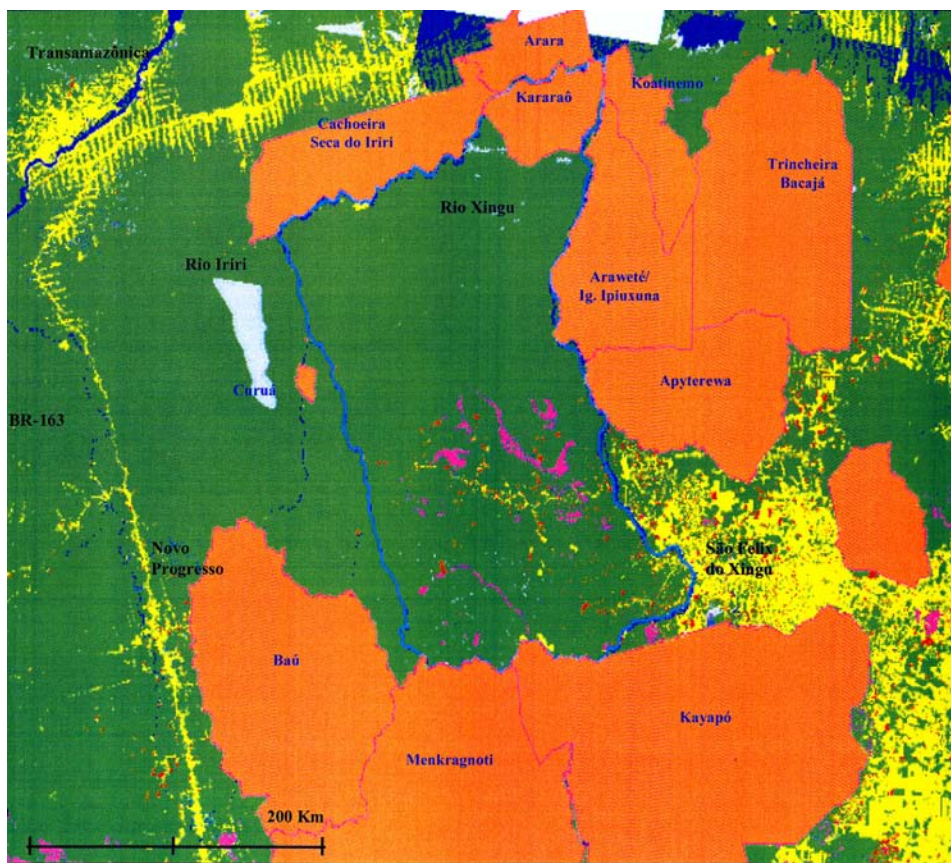 Transamazônica
Arara
Kararaô
Koatinemo
Cachoeira
Seca do Iriri
Trincheira
Bacajá
Rio Xingu
Rio Iriri
Araweté/
Ig. Ipiuxuna
Curuá
Apyterewa
BR-163
Novo
Progresso
São Felix
do Xingu
Baú
Kayapó
Menkragnoti
200 Km